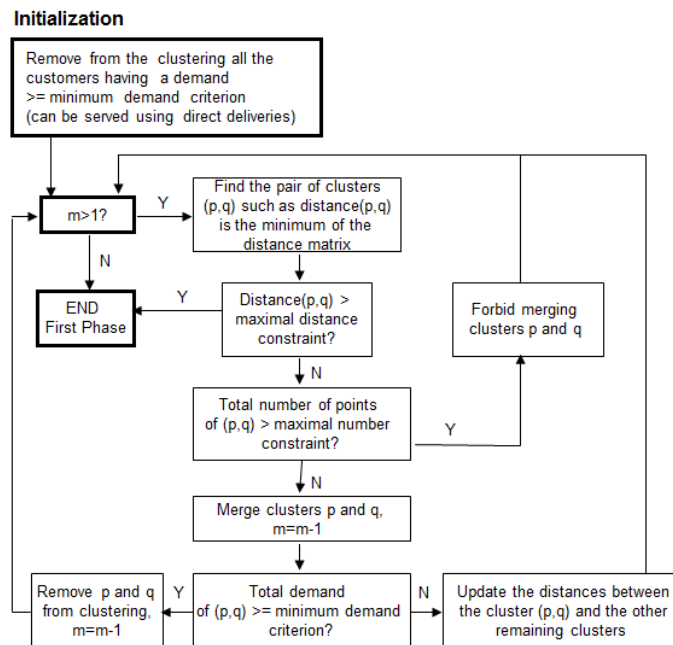 Initialization
Remove from the clustering all the
customers having a demand
>= minimum demand criterion
(can be served using direct deliveries)
m>1?
Y
Find the pair of clusters
(p,q) such as distance(p,q)
is the minimum of the
distance matrix
N
END
First Phase
Y
Distance(p,q) >
maximal distance
constraint?
Forbid merging
clusters p and q
N
Total number of points
of (p,q) > maximal number
constraint?
Y
N
Merge clusters p and q,
m=m-1
Remove p and q
from clustering,
m=m-1
Y
Total demand
of (p,q) >= minimum demand
criterion?
N
Update the distances between
the cluster (p,q) and the other
remaining clusters